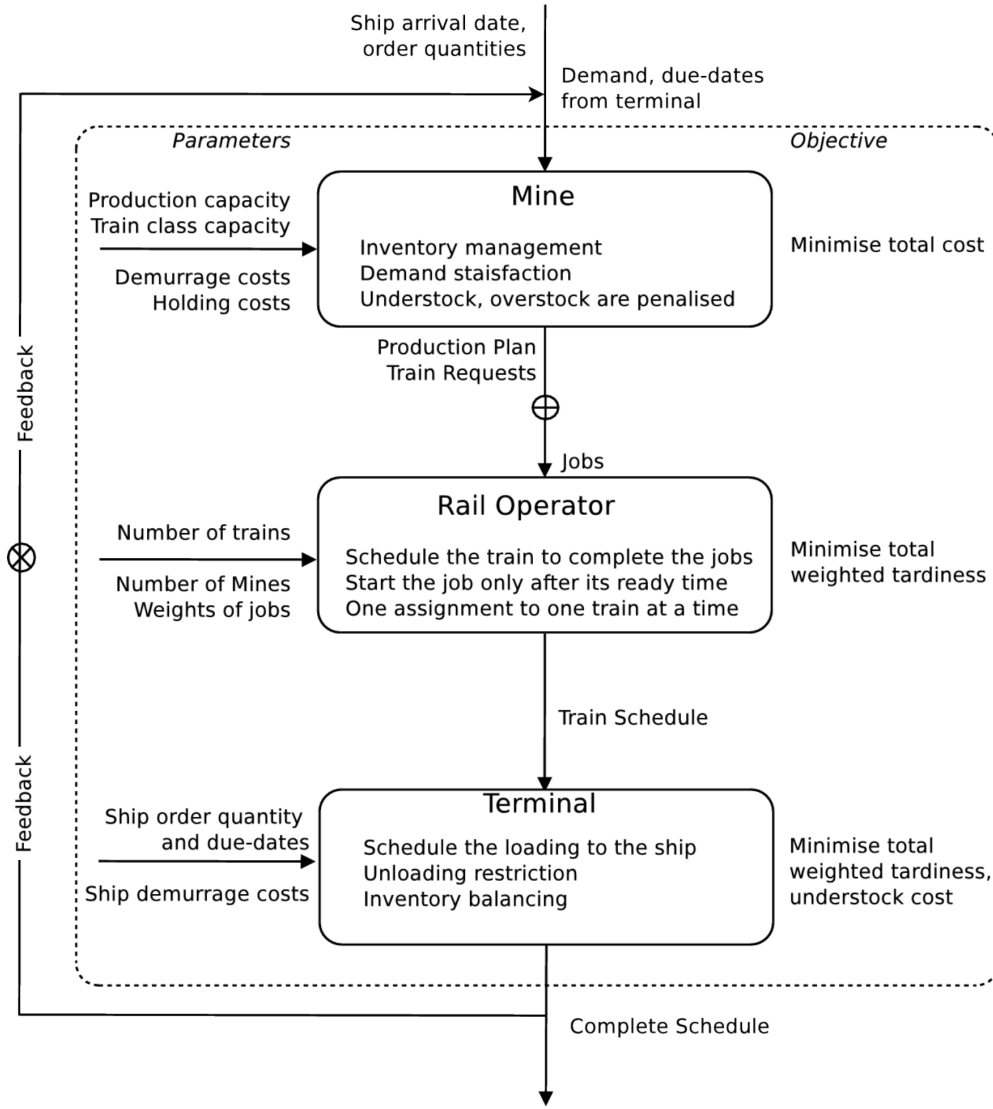 Ship arrival date,
order quantities
Demand, due-dates
from terminal
Parameters
Objective
Production capacity
Train class capacity
Demurrage costs
Holding costs
Mine
Inventory management
Demand staisfaction
Understock, overstock are penalised
Minimise total cost
Production Plan
Train Requests
Feedback
Jobs
Number of trains
Number of Mines
Weights of jobs
Rail Operator
Schedule the train to complete the jobs
Start the job only after its ready time
One assignment to one train at a time
Minimise total
weighted tardiness
Train Schedule
Feedback
Ship order quantity
and due-dates
Ship demurrage costs
Terminal
Schedule the loading to the ship
Unloading restriction
Inventory balancing
Minimise total
weighted tardiness,
understock cost
Complete Schedule